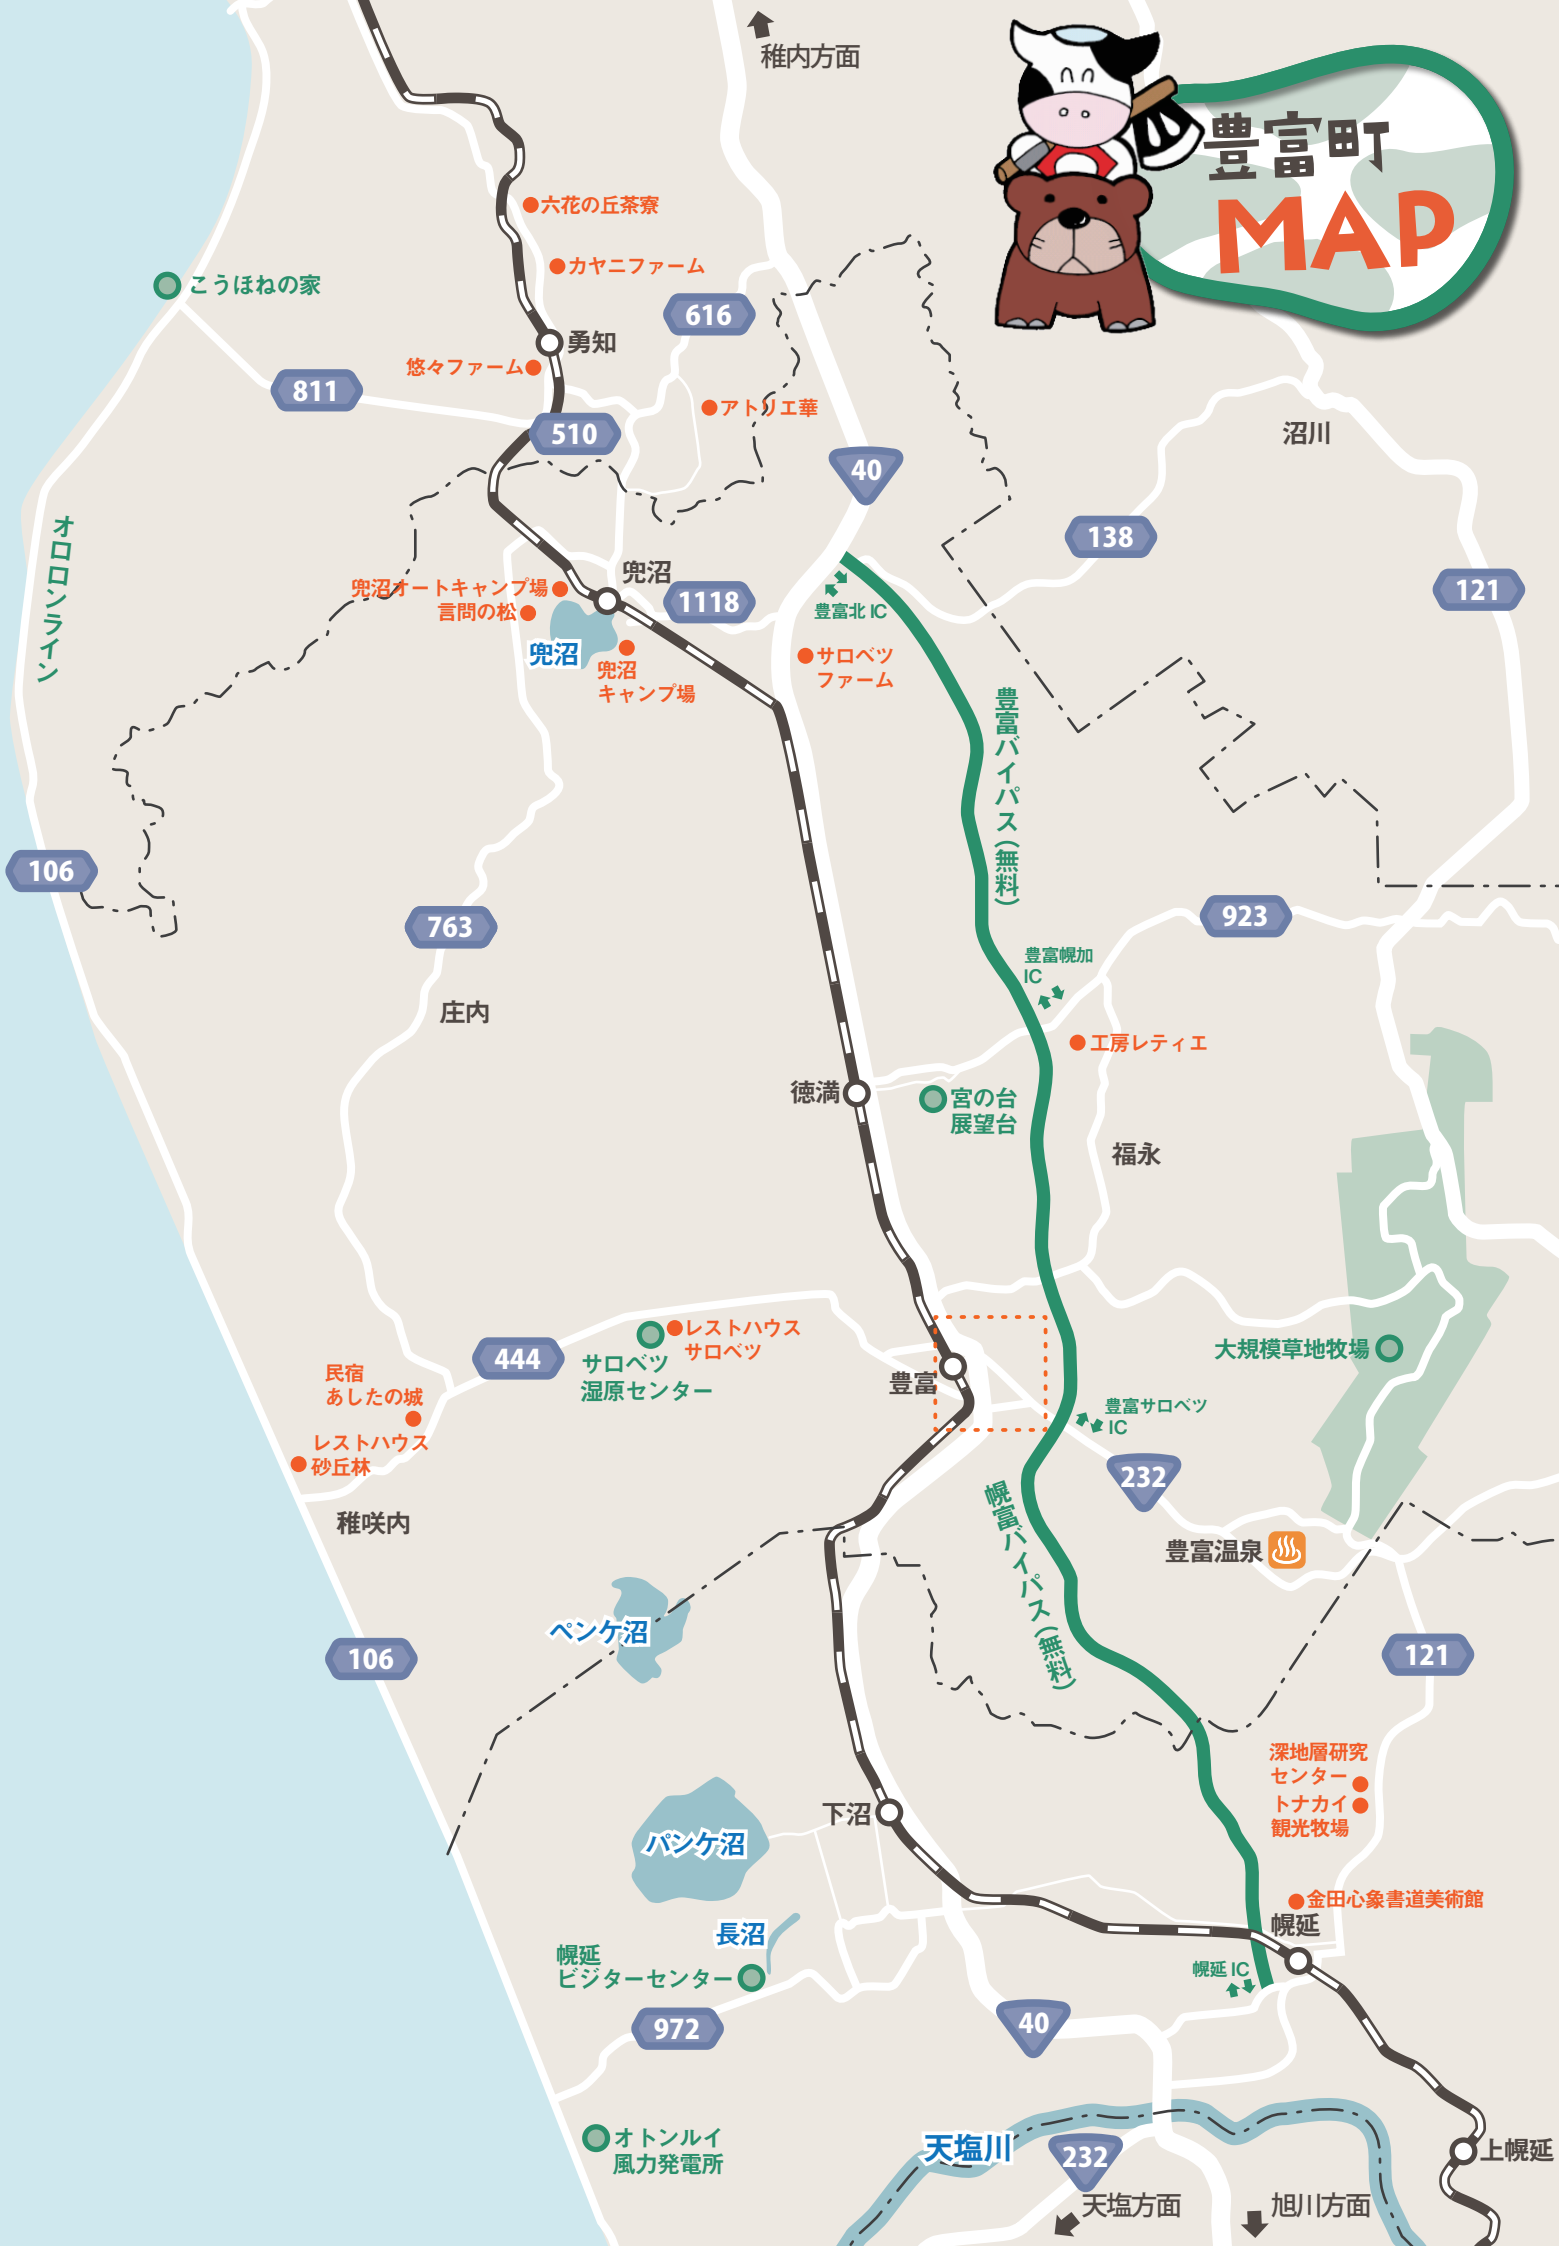 稚内方面
豊富町
MAP
六花の丘茶寮
カヤニファーム
こうほねの家
616
勇知
悠々ファーム
811
アトリエ華
510
沼川
40
138
オロロンライン
兜沼
兜沼オートキャンプ場
言問の松
1118
豊富北 IC
121
兜沼
兜沼
キャンプ場
サロベツ
ファーム
豊富バイパス(無料)
106
763
923
豊富幌加
IC
庄内
工房レティエ
徳満
宮の台
展望台
福永
レストハウス
サロベツ
444
サロベツ
湿原センター
大規模草地牧場
民宿
あしたの城
豊富
豊富サロベツ
IC
レストハウス
砂丘林
232
幌富バイパス(無料)
稚咲内
豊富温泉
ペンケ沼
106
121
深地層研究
センター
トナカイ
観光牧場
下沼
パンケ沼
金田心象書道美術館
幌延
長沼
幌延
ビジターセンター
幌延 IC
972
40
オトンルイ
風力発電所
天塩川
232
上幌延
天塩方面
旭川方面